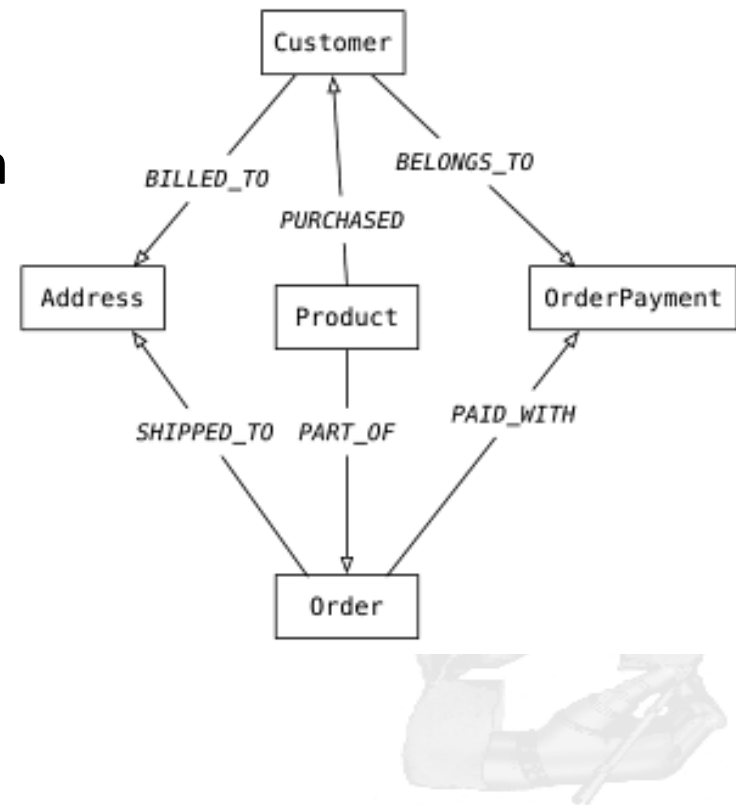 Customer
n
BILLED_TO
BELONGS_TO
PURCHASED
Address
Product
OrderPayment
SHIPPED_TO
PART_OF
PAID_WITH
Order